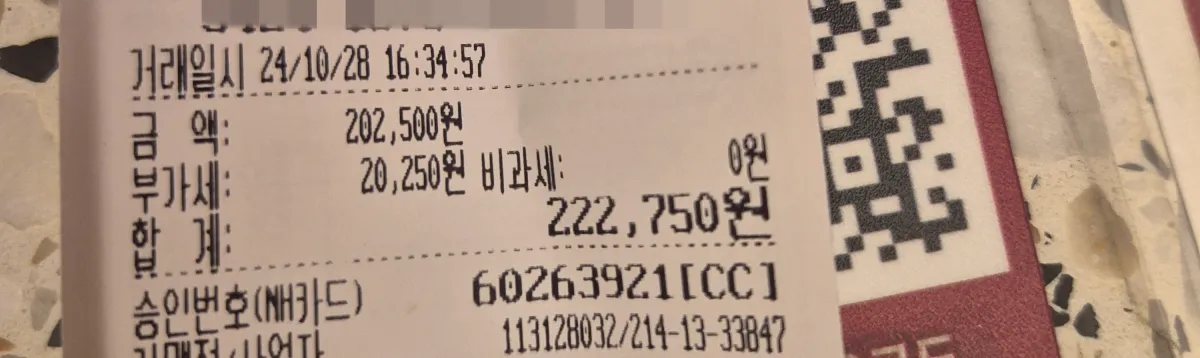 거래일시 24/10/28 16:34:57
금 액: 202,500원
부가세: 20,250원 비과세: 0원
합 계: 222,750원
승인번호(NH카드) 60263921[CC]
113128032/214-13-33847